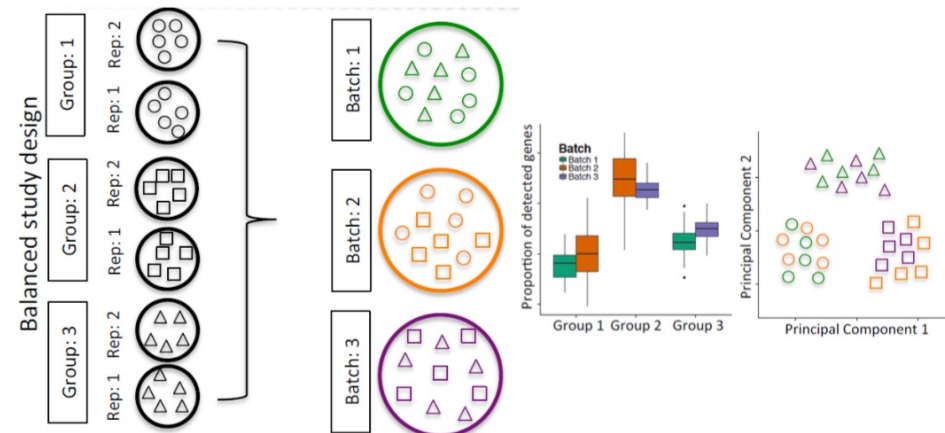 Balanced study design
Group: 1
Rep: 2
Rep: 1
Group: 2
Rep: 2
Rep: 1
Group: 3
Rep: 2
Rep: 1
Batch: 1
Batch: 2
Batch: 3
Proportion of detected genes
Batch
Batch 1
Batch 2
Batch 3
Group 1 Group 2 Group 3
Principal Component 2
Principal Component 1